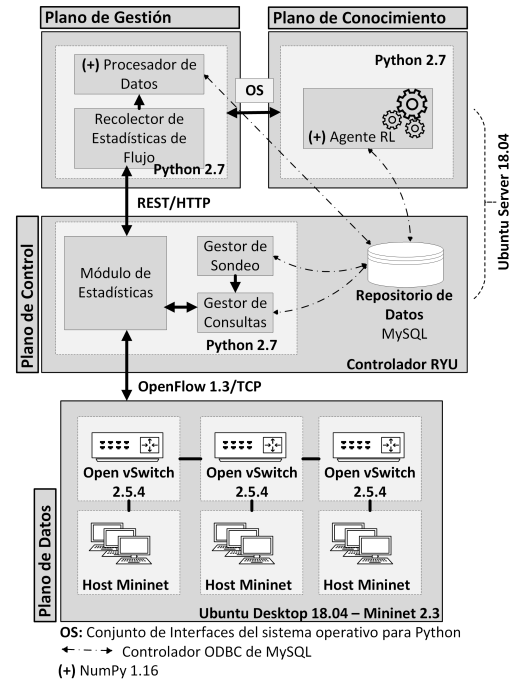 Plano de Gestión
Plano de Conocimiento
(+) Procesador de
Datos
Recolector de
Estadísticas de
Flujo
Python 2.7
OS
Python 2.7
(+) Agente RL
Ubuntu Server 18.04
REST/HTTP
Plano de Control
Módulo de
Estadísticas
Gestor de
Sondeo
Gestor de
Consultas
Python 2.7
Repositorio de
Datos
MySQL
Controlador RYU
OpenFlow 1.3/TCP
Plano de Datos
Open vSwitch
2.5.4
Open vSwitch
2.5.4
Open vSwitch
2.5.4
Host Mininet
Host Mininet
Host Mininet
Ubuntu Desktop 18.04 – Mininet 2.3
OS: Conjunto de Interfaces del sistema operativo para Python
Controlador ODBC de MySQL
(+) NumPy 1.16